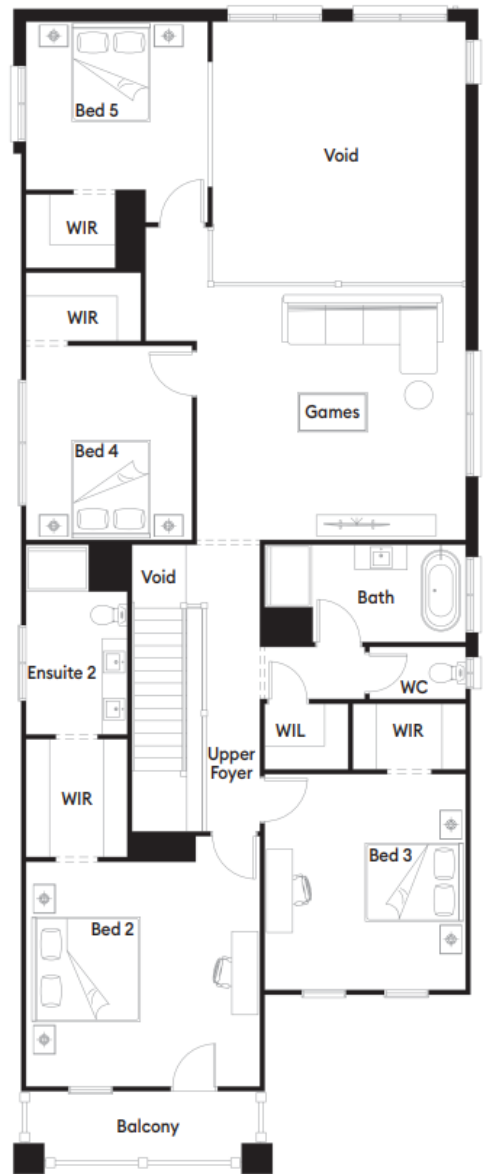 Bed 5
Void
WIR
WIR
Games
Bed 4
Void
Bath
Ensuite 2
WC
WIL
WIR
Upper
Foyer
WIR
Bed 3
Bed 2
Balcony